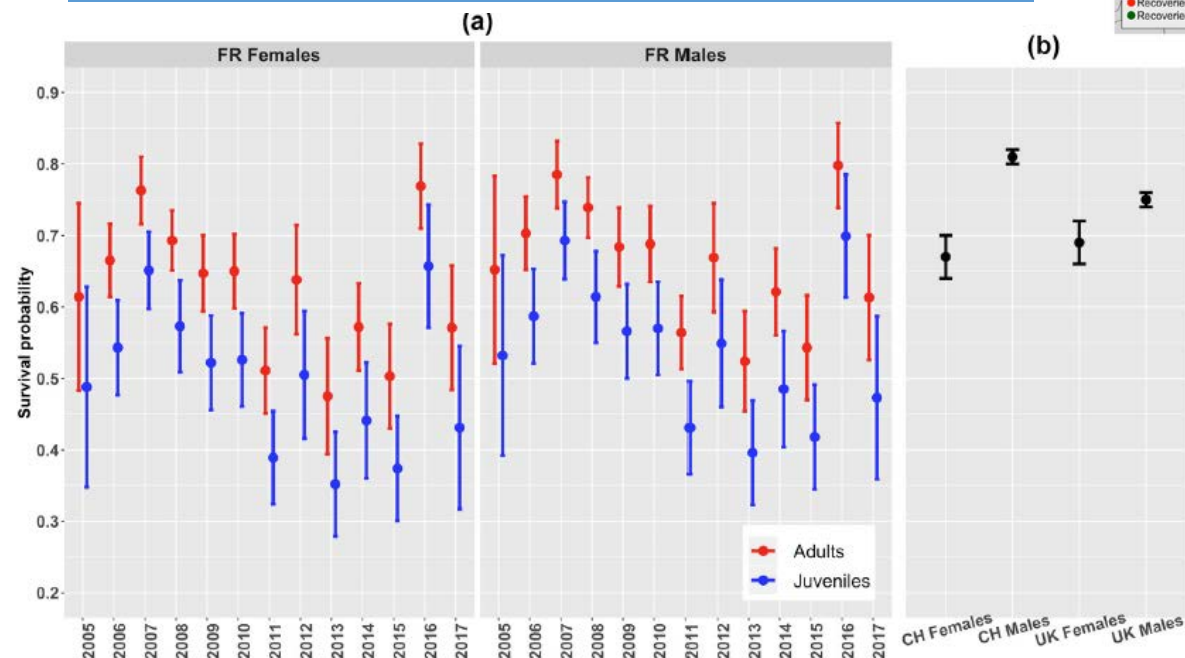 Recoverie
Recoverie
(a)
(b)
FR Females
FR Males
Survival probability
0.9
0.8
0.7
0.6
0.5
0.4
0.3
0.2
Adults
Juveniles
2005 2006 2007 2008 2009 2010 2011 2012 2013 2014 2015 2016 2017
2005 2006 2007 2008 2009 2010 2011 2012 2013 2014 2015 2016 2017
CH Females CH Males UK Females UK Males